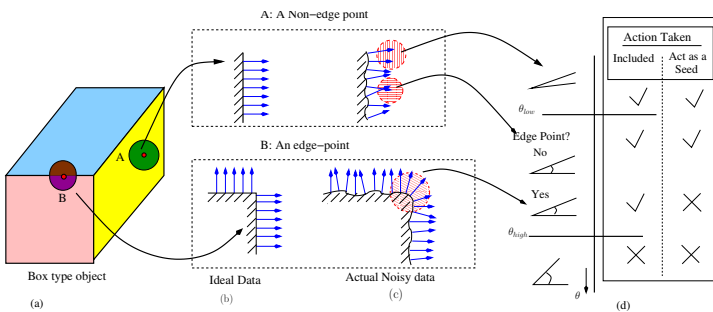 A: A Non-edge point
Action Taken
Included
Act as a
Seed
θlow
A
Edge Point?
B: An edge-point
No
B
Yes
θhigh
Box type object
Ideal Data
Actual Noisy data
θ
(a)
(b)
(c)
(d)